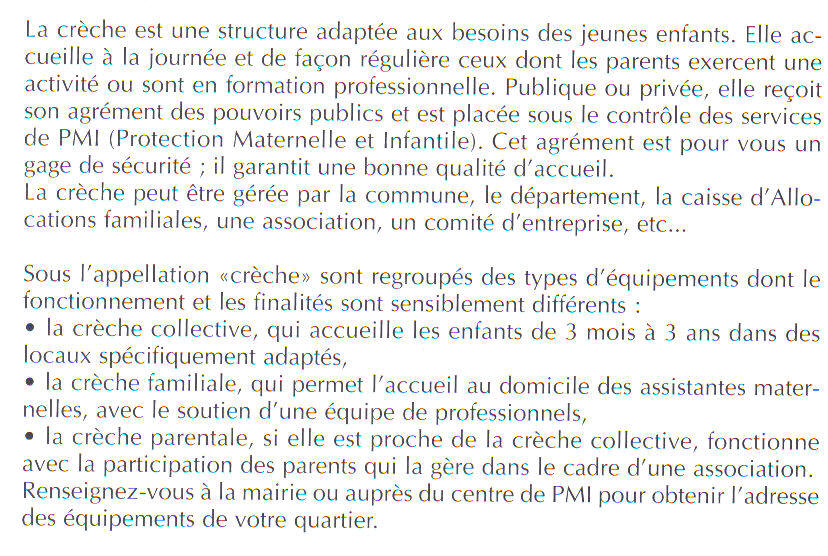 La crèche est une structure adaptée aux besoins des jeunes enfants. Elle ac-
cueille à la journée et de façon régulière ceux dont les parents exercent une
activité ou sont en formation professionnelle. Publique ou privée, elle reçoit
son agrément des pouvoirs publics et est placée sous le contrôle des services
de PMI (Protection Maternelle et Infantile). Cet agrément est pour vous un
gage de sécurité ; il garantit une bonne qualité d'accueil.
La crèche peut être gérée par la commune, le département, la caisse d'Allo-
cations familiales, une association, un comité d'entreprise, etc...

Sous l'appellation «crèche» sont regroupés des types d'équipements dont le
fonctionnement et les finalités sont sensiblement différents :
• la crèche collective, qui accueille les enfants de 3 mois à 3 ans dans des
locaux spécifiquement adaptés,
• la crèche familiale, qui permet l'accueil au domicile des assistantes mater-
nelles, avec le soutien d'une équipe de professionnels,
• la crèche parentale, si elle est proche de la crèche collective, fonctionne
avec la participation des parents qui la gère dans le cadre d'une association.
Renseignez-vous à la mairie ou auprès du centre de PMI pour obtenir l'adresse
des équipements de votre quartier.